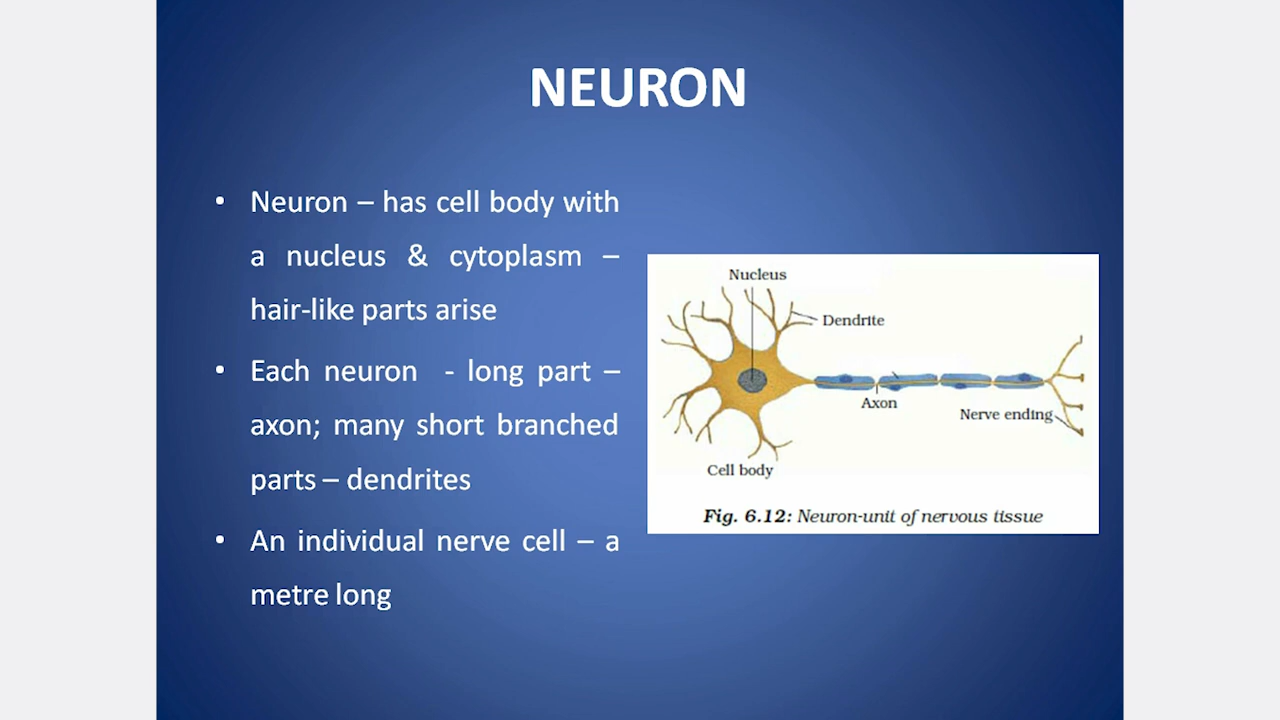 NEURON
• Neuron – has cell body with
a nucleus & cytoplasm –
hair-like parts arise
• Each neuron - long part –
axon; many short branched
parts – dendrites
• An individual nerve cell – a
metre long
Nucleus
Dendrite
Axon
Nerve ending
Cell body
Fig. 6.12: Neuron-unit of nervous tissue